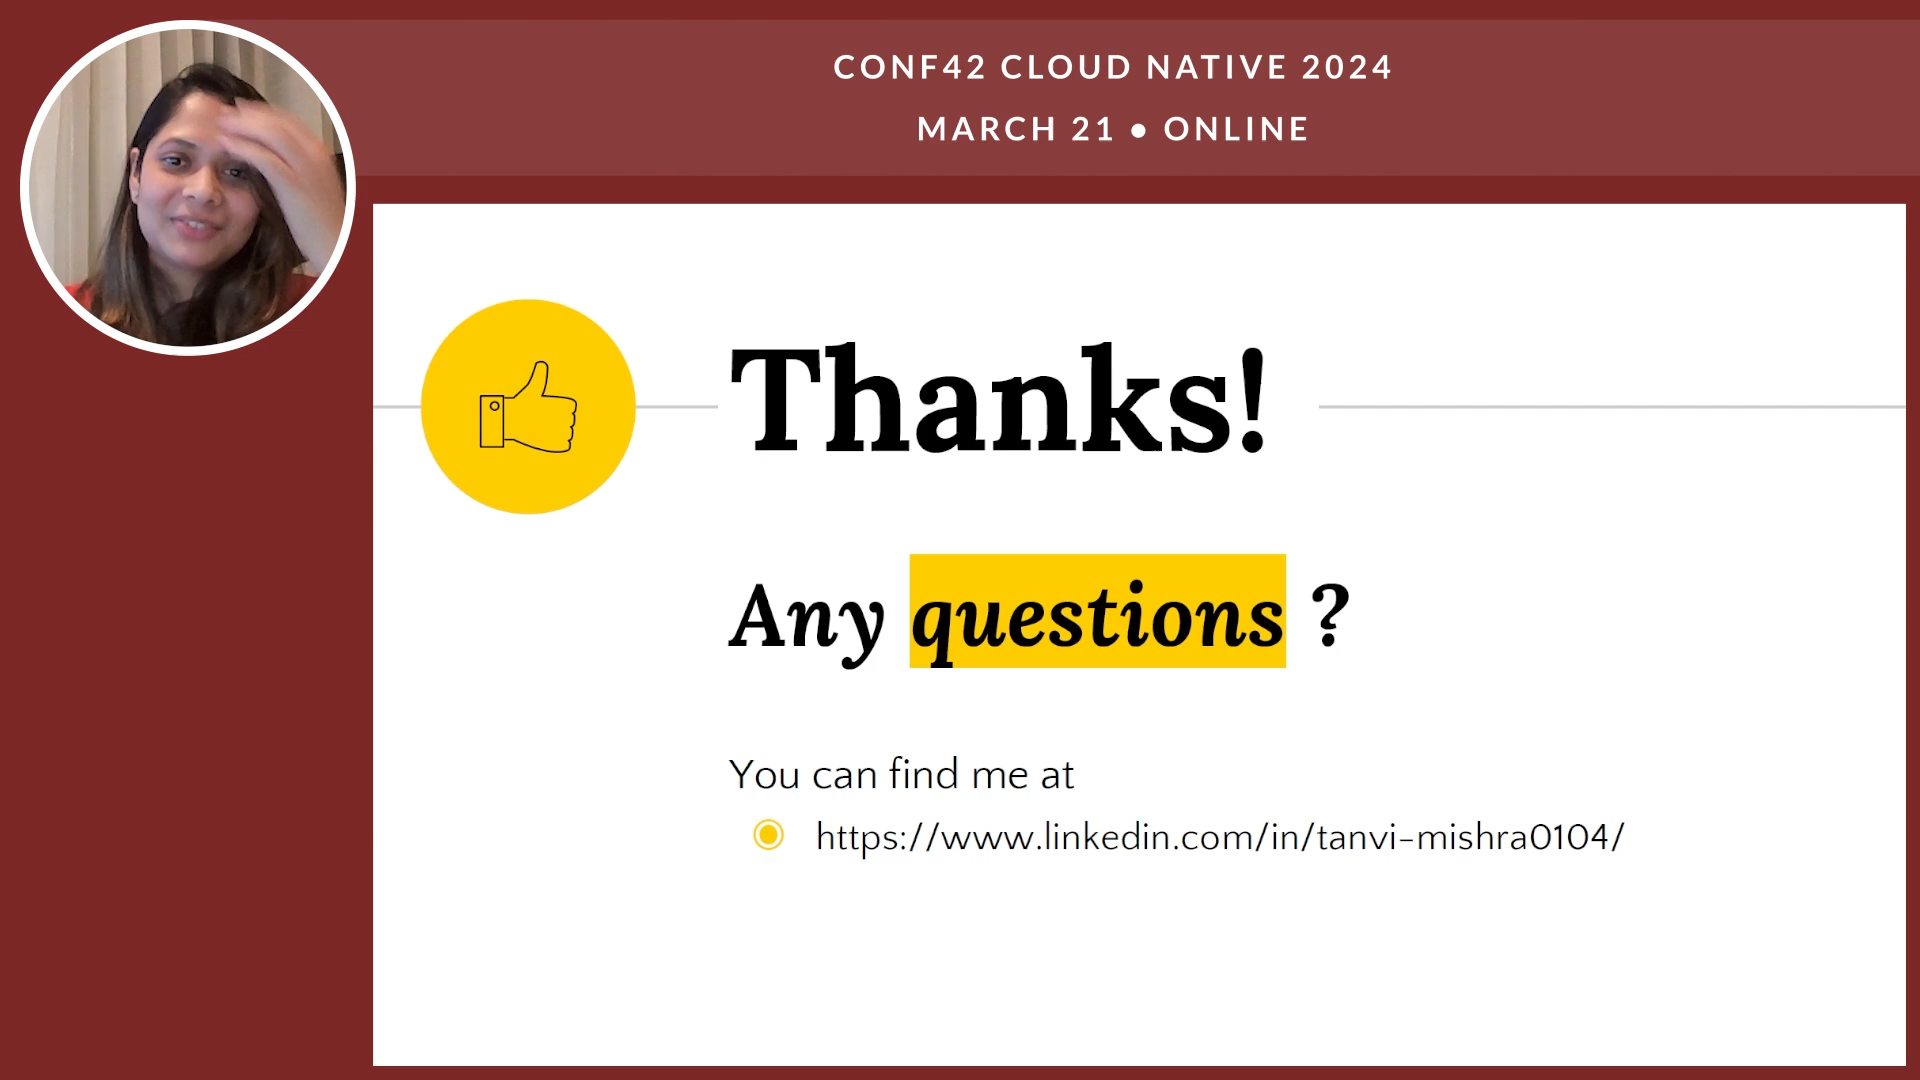 CONF42 CLOUD NATIVE 2024
MARCH 21 • ONLINE
Thanks!
Any questions ?
You can find me at
https://www.linkedin.com/in/tanvi-mishra0104/